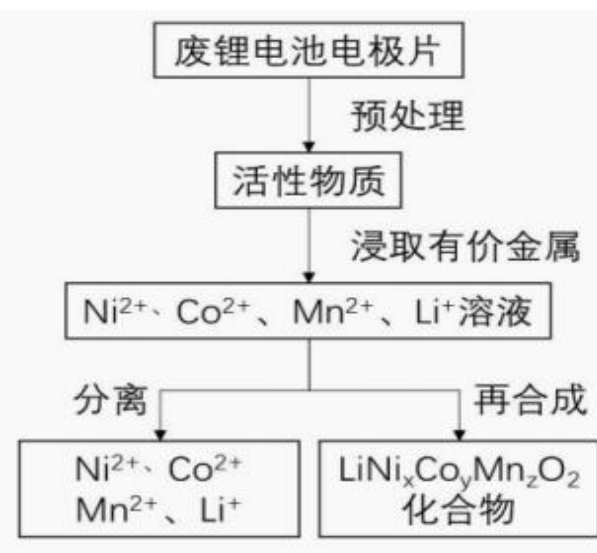 废锂电池电极片
预处理
活性物质
浸取有价金属
Ni²⁺、Co²⁺、Mn²⁺、Li⁺溶液
分离
再合成
Ni²⁺、Co²⁺
Mn²⁺、Li⁺
LiNiₓCoᵧMn_zO₂
化合物